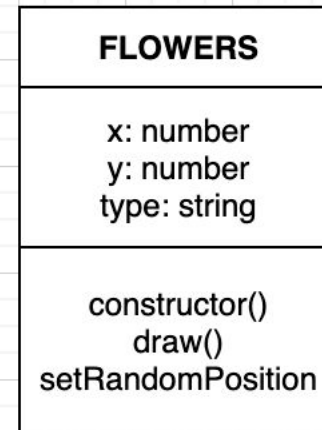 FLOWERS
x: number
y: number
type: string
constructor()
draw()
setRandomPosition